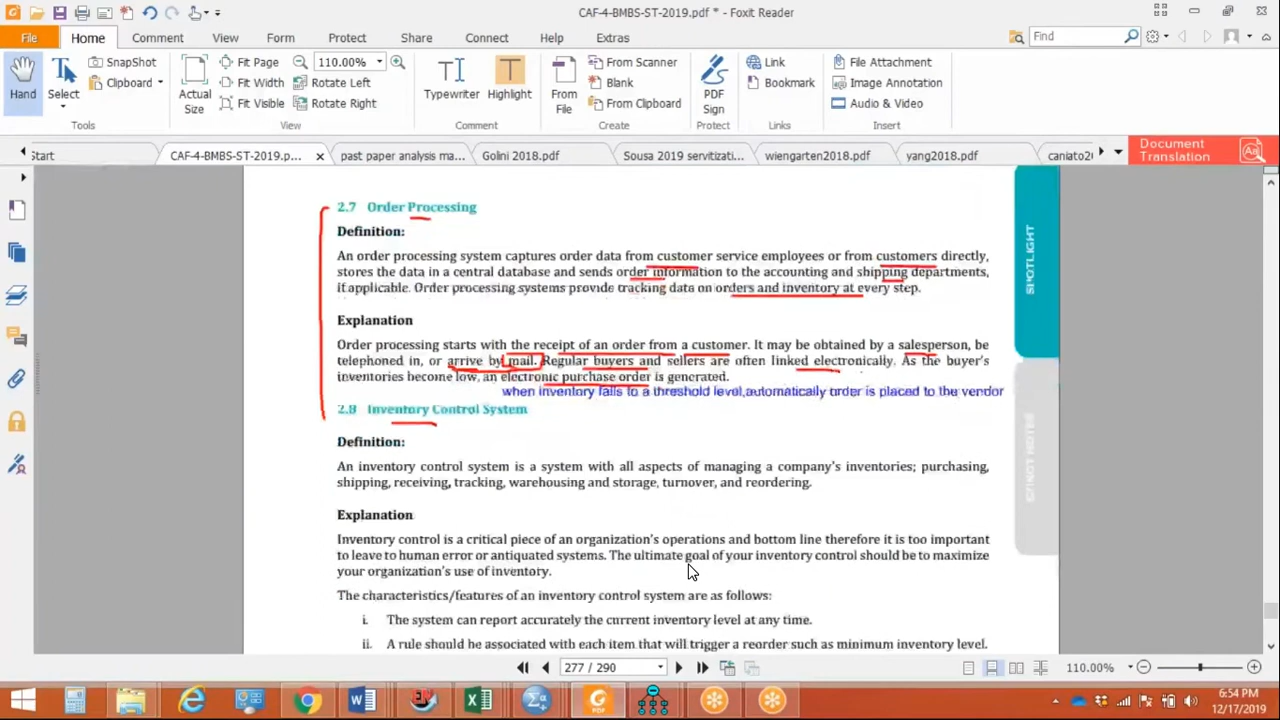 CAF-4-BMBS-ST-2019.pdf * - Foxit Reader
File Home Comment View Form Protect Share Connect Help Extras Find
Hand
Select
SnapShot
Clipboard
Tools
Actual Size
Fit Page
Fit Width
Fit Visible
110.00%
Rotate Left
Rotate Right
View
Typewriter
Highlight
Comment
From File
From Scanner
Blank
From Clipboard
Create
PDF Sign
Protect
Link
Bookmark
Links
File Attachment
Image Annotation
Audio & Video
Insert
Start CAF-4-BMBS-ST-2019.p... × past paper analysis ma... Golini 2018.pdf Sousa 2019 servitizati... wiengarten2018.pdf yang2018.pdf caniato2
Document Translation
2.7 Order Processing
Definition:
An order processing system captures order data from customer service employees or from customers directly,
stores the data in a central database and sends order information to the accounting and shipping departments,
if applicable. Order processing systems provide tracking data on orders and inventory at every step.
Explanation
Order processing starts with the receipt of an order from a customer. It may be obtained by a salesperson, be
telephoned in, or arrive by mail. Regular buyers and sellers are often linked electronically. As the buyer's
inventories become low, an electronic purchase order is generated.
when inventory falls to a threshold level,automatically order is placed to the vendor
2.8 Inventory Control System
Definition:
An inventory control system is a system with all aspects of managing a company's inventories; purchasing,
shipping, receiving, tracking, warehousing and storage, turnover, and reordering.
Explanation
Inventory control is a critical piece of an organization's operations and bottom line therefore it is too important
to leave to human error or antiquated systems. The ultimate goal of your inventory control should be to maximize
your organization's use of inventory.
The characteristics/features of an inventory control system are as follows:
i. The system can report accurately the current inventory level at any time.
ii. A rule should be associated with each item that will trigger a reorder such as minimum inventory level.
SPOTLIGHT
STICKY NOTES
277 / 290
110.00%
6:54 PM
12/17/2019